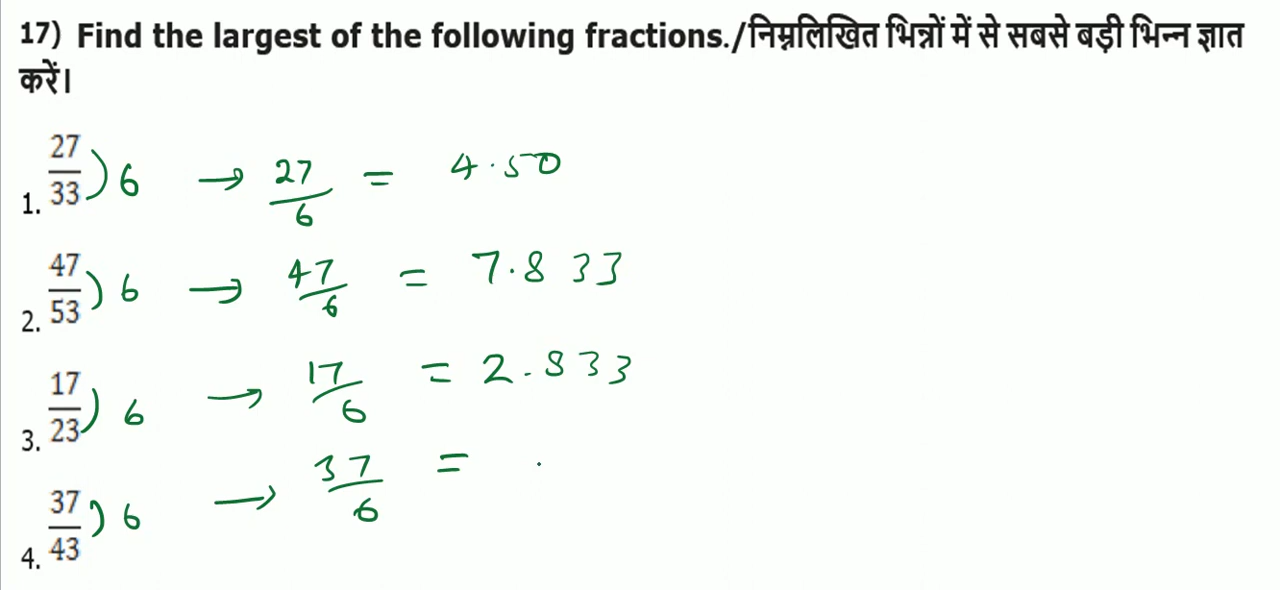 17) Find the largest of the following fractions./निम्नलिखित भिन्नों में से सबसे बड़ी भिन्न ज्ञात
करें।
1. 27/33 ) 6 → 27/6 = 4.50
2. 47/53 ) 6 → 47/6 = 7.833
3. 17/23 ) 6 → 17/6 = 2.833
4. 37/43 ) 6 → 37/6 = .